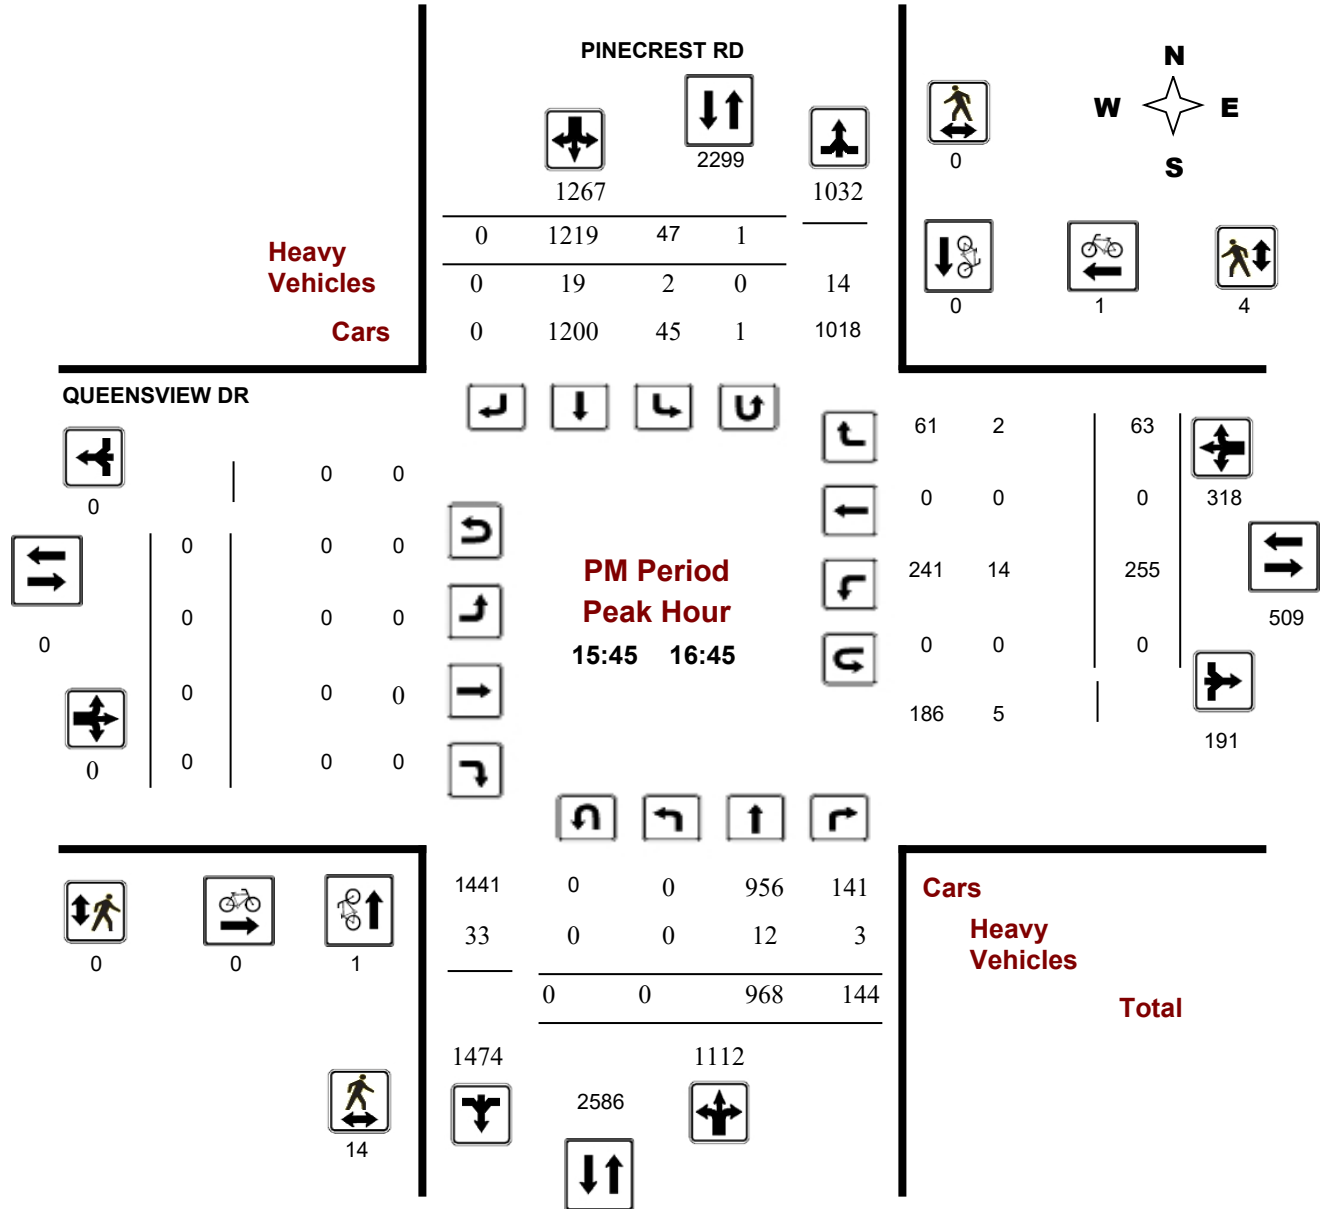 PINECREST RD
N
W E
S
2299
0
1267 1032
0 1219 47 1
Heavy
Vehicles 0 19 2 0 14
0 1 4
Cars 0 1200 45 1 1018
QUEENSVIEW DR
61 2 63
0 0
0
0 0 0 318
0 0 0
PM Period
241 14 255
Peak Hour
0 0 0
509
0
15:45 16:45
0 0 0
0 0 0
186 5
191
0
0 0 0
1441 0 0 956 141
Cars
33 0 0 12 3
Heavy
Vehicles
0 0 1
0 0 968 144
Total
1474 1112
2586
14